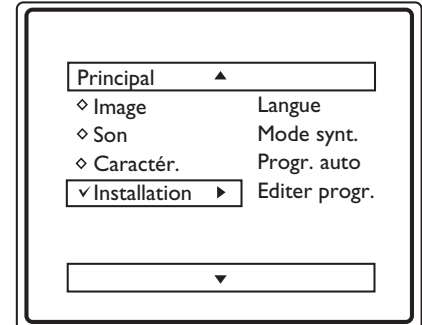 Principal
Image Langue
Son Mode synt.
Caractér. Progr. auto
Installation Editer progr.